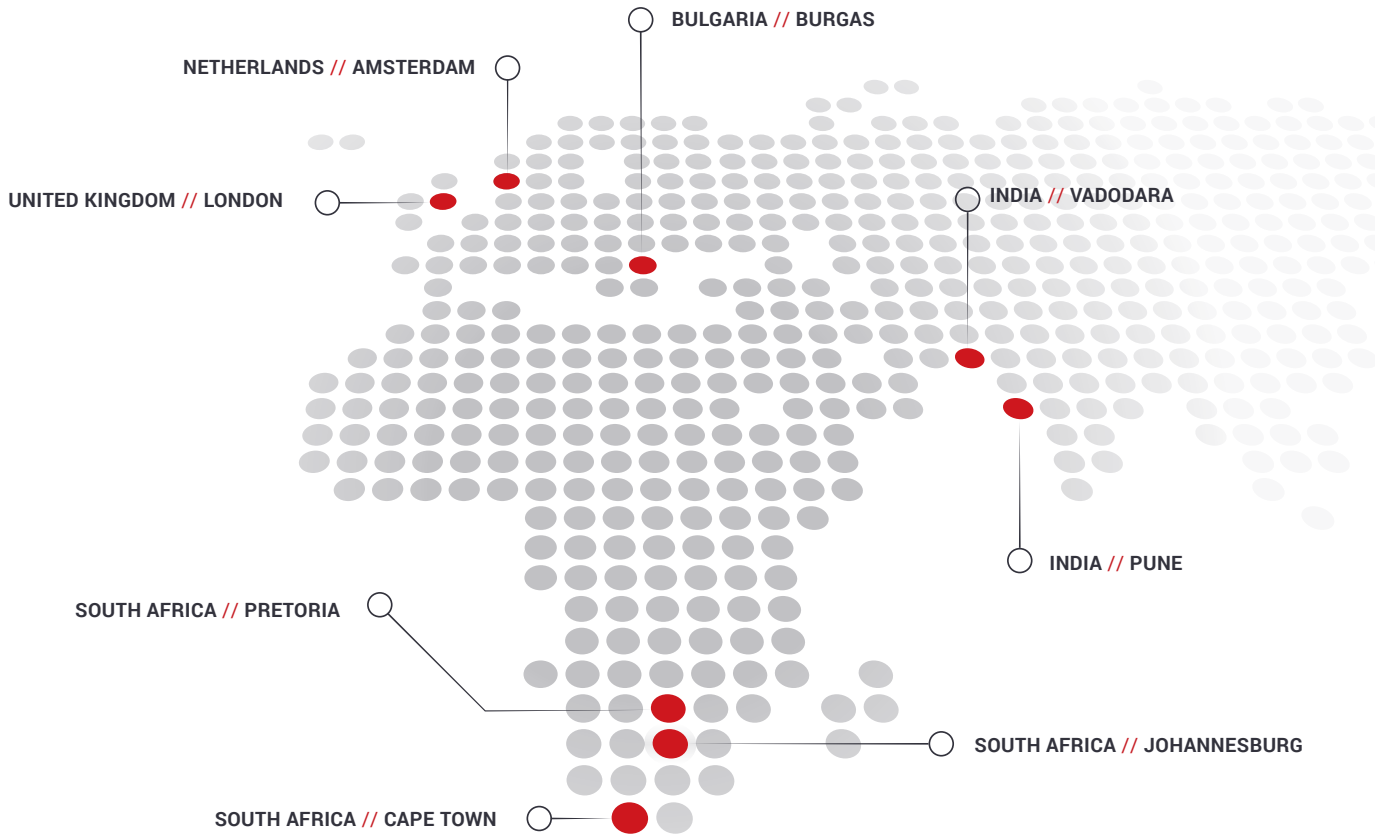 BULGARIA // BURGAS
NETHERLANDS // AMSTERDAM
UNITED KINGDOM // LONDON
INDIA // VADODARA
INDIA // PUNE
SOUTH AFRICA // PRETORIA
SOUTH AFRICA // JOHANNESBURG
SOUTH AFRICA // CAPE TOWN